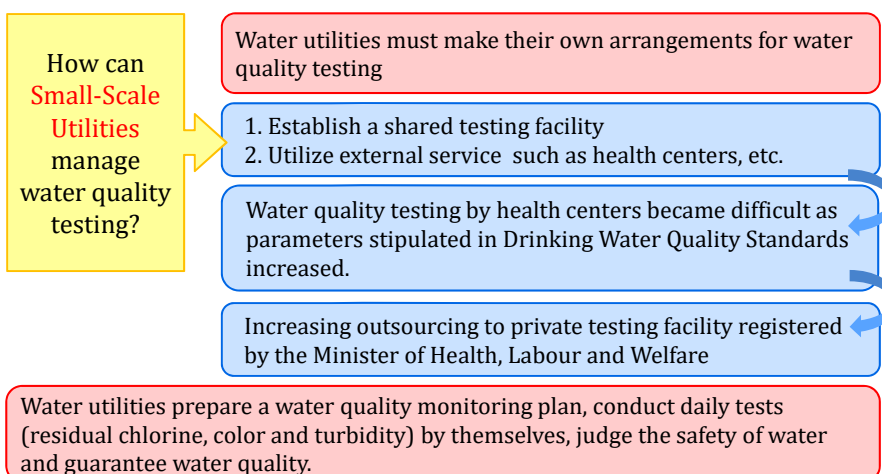 How can
Small-Scale
Utilities
manage
water quality
testing?
Water utilities must make their own arrangements for water
quality testing
1. Establish a shared testing facility
2. Utilize external service such as health centers, etc.
Water quality testing by health centers became difficult as
parameters stipulated in Drinking Water Quality Standards
increased.
Increasing outsourcing to private testing facility registered
by the Minister of Health, Labour and Welfare
Water utilities prepare a water quality monitoring plan, conduct daily tests
(residual chlorine, color and turbidity) by themselves, judge the safety of water
and guarantee water quality.